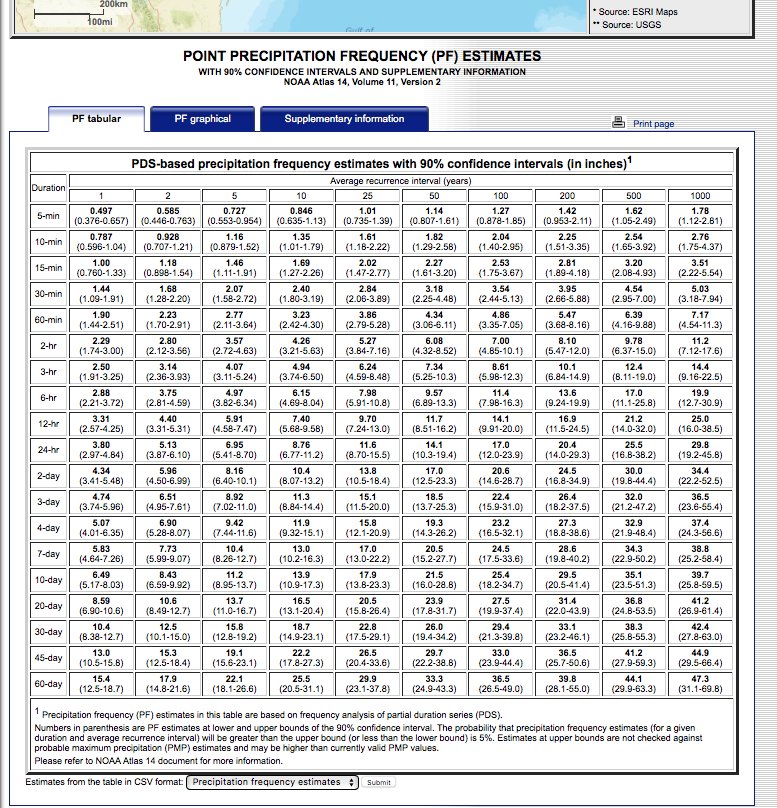 200km
100mi
Gulf of
* Source: ESRI Maps
** Source: USGS
POINT PRECIPITATION FREQUENCY (PF) ESTIMATES
WITH 90% CONFIDENCE INTERVALS AND SUPPLEMENTARY INFORMATION
NOAA Atlas 14, Volume 11, Version 2
PF tabular PF graphical Supplementary information
Print page
PDS-based precipitation frequency estimates with 90% confidence intervals (in inches)1
Duration Average recurrence interval (years)
1 2 5 10 25 50 100 200 500 1000
5-min 0.497 0.585 0.727 0.846 1.01 1.14 1.27 1.42 1.62 1.78
(0.376-0.657) (0.446-0.763) (0.553-0.954) (0.635-1.13) (0.735-1.39) (0.807-1.61) (0.878-1.85) (0.953-2.11) (1.05-2.49) (1.12-2.81)
10-min 0.787 0.928 1.16 1.35 1.61 1.82 2.04 2.25 2.54 2.76
(0.596-1.04) (0.707-1.21) (0.879-1.52) (1.01-1.79) (1.18-2.22) (1.29-2.58) (1.40-2.95) (1.51-3.35) (1.65-3.92) (1.75-4.37)
15-min 1.00 1.18 1.46 1.69 2.02 2.27 2.53 2.81 3.20 3.51
(0.760-1.33) (0.898-1.54) (1.11-1.91) (1.27-2.26) (1.47-2.77) (1.61-3.20) (1.75-3.67) (1.89-4.18) (2.08-4.93) (2.22-5.54)
30-min 1.44 1.68 2.07 2.40 2.84 3.18 3.54 3.95 4.54 5.03
(1.09-1.91) (1.28-2.20) (1.58-2.72) (1.80-3.19) (2.06-3.89) (2.25-4.48) (2.44-5.13) (2.66-5.88) (2.95-7.00) (3.18-7.94)
60-min 1.90 2.23 2.77 3.23 3.86 4.34 4.86 5.47 6.39 7.17
(1.44-2.51) (1.70-2.91) (2.11-3.64) (2.42-4.30) (2.79-5.28) (3.06-6.11) (3.35-7.05) (3.68-8.16) (4.16-9.88) (4.54-11.3)
2-hr 2.29 2.80 3.57 4.26 5.27 6.08 7.00 8.10 9.78 11.2
(1.74-3.00) (2.12-3.56) (2.72-4.63) (3.21-5.63) (3.84-7.16) (4.32-8.52) (4.85-10.1) (5.47-12.0) (6.37-15.0) (7.12-17.6)
3-hr 2.50 3.14 4.07 4.94 6.24 7.34 8.61 10.1 12.4 14.4
(1.91-3.25) (2.36-3.93) (3.11-5.24) (3.74-6.50) (4.59-8.48) (5.25-10.3) (5.98-12.3) (6.84-14.9) (8.11-19.0) (9.16-22.5)
6-hr 2.88 3.75 4.97 6.15 7.98 9.57 11.4 13.6 17.0 19.9
(2.21-3.72) (2.81-4.59) (3.82-6.34) (4.69-8.04) (5.91-10.8) (6.89-13.3) (7.98-16.3) (9.24-19.9) (11.1-25.8) (12.7-30.9)
12-hr 3.31 4.40 5.91 7.40 9.70 11.7 14.1 16.9 21.2 25.0
(2.57-4.25) (3.31-5.31) (4.58-7.47) (5.68-9.58) (7.24-13.0) (8.51-16.2) (9.91-20.0) (11.5-24.5) (14.0-32.0) (16.0-38.5)
24-hr 3.80 5.13 6.95 8.76 11.6 14.1 17.0 20.4 25.5 29.8
(2.97-4.84) (3.87-6.10) (5.41-8.70) (6.77-11.2) (8.70-15.5) (10.3-19.4) (12.0-23.9) (14.0-29.3) (16.8-38.2) (19.2-45.8)
2-day 4.34 5.96 8.16 10.4 13.8 17.0 20.6 24.5 30.0 34.4
(3.41-5.48) (4.50-6.99) (6.40-10.1) (8.07-13.2) (10.5-18.4) (12.5-23.3) (14.6-28.7) (16.8-34.9) (19.8-44.4) (22.2-52.5)
3-day 4.74 6.51 8.92 11.3 15.1 18.5 22.4 26.4 32.0 36.5
(3.74-5.96) (4.95-7.61) (7.02-11.0) (8.84-14.4) (11.5-20.0) (13.7-25.3) (15.9-31.0) (18.2-37.5) (21.2-47.2) (23.6-55.4)
4-day 5.07 6.90 9.42 11.9 15.8 19.3 23.2 27.3 32.9 37.4
(4.01-6.35) (5.28-8.07) (7.44-11.6) (9.32-15.1) (12.1-20.9) (14.3-26.2) (16.5-32.1) (18.8-38.6) (21.9-48.4) (24.3-56.6)
7-day 5.83 7.73 10.4 13.0 17.0 20.5 24.5 28.6 34.3 38.8
(4.64-7.26) (5.99-9.07) (8.26-12.7) (10.2-16.3) (13.0-22.2) (15.2-27.7) (17.5-33.6) (19.8-40.2) (22.9-50.2) (25.2-58.4)
10-day 6.49 8.43 11.2 13.9 17.9 21.5 25.4 29.5 35.1 39.7
(5.17-8.03) (6.59-9.92) (8.95-13.7) (10.9-17.3) (13.8-23.3) (16.0-28.8) (18.2-34.7) (20.5-41.4) (23.5-51.3) (25.8-59.5)
20-day 8.59 10.6 13.7 16.5 20.5 23.9 27.5 31.4 36.8 41.2
(6.90-10.6) (8.49-12.7) (11.0-16.7) (13.1-20.4) (15.8-26.4) (17.8-31.7) (19.9-37.4) (22.0-43.9) (24.8-53.5) (26.9-61.4)
30-day 10.4 12.5 15.8 18.7 22.8 26.0 29.4 33.1 38.3 42.4
(8.38-12.7) (10.1-15.0) (12.8-19.2) (14.9-23.1) (17.5-29.1) (19.4-34.2) (21.3-39.8) (23.2-46.1) (25.8-55.3) (27.8-63.0)
45-day 13.0 15.3 19.1 22.2 26.5 29.7 33.0 36.5 41.2 44.9
(10.5-15.8) (12.5-18.4) (15.6-23.1) (17.8-27.3) (20.4-33.6) (22.2-38.8) (23.9-44.4) (25.7-50.6) (27.9-59.3) (29.5-66.4)
60-day 15.4 17.9 22.1 25.5 29.9 33.3 36.5 39.8 44.1 47.3
(12.5-18.7) (14.8-21.6) (18.1-26.6) (20.5-31.1) (23.1-37.8) (24.9-43.3) (26.5-49.0) (28.1-55.0) (29.9-63.3) (31.1-69.8)
1 Precipitation frequency (PF) estimates in this table are based on frequency analysis of partial duration series (PDS).
Numbers in parenthesis are PF estimates at lower and upper bounds of the 90% confidence interval. The probability that precipitation frequency estimates (for a given
duration and average recurrence interval) will be greater than the upper bound (or less than the lower bound) is 5%. Estimates at upper bounds are not checked against
probable maximum precipitation (PMP) estimates and may be higher than currently valid PMP values.
Please refer to NOAA Atlas 14 document for more information.
Estimates from the table in CSV format: Precipitation frequency estimates Submit